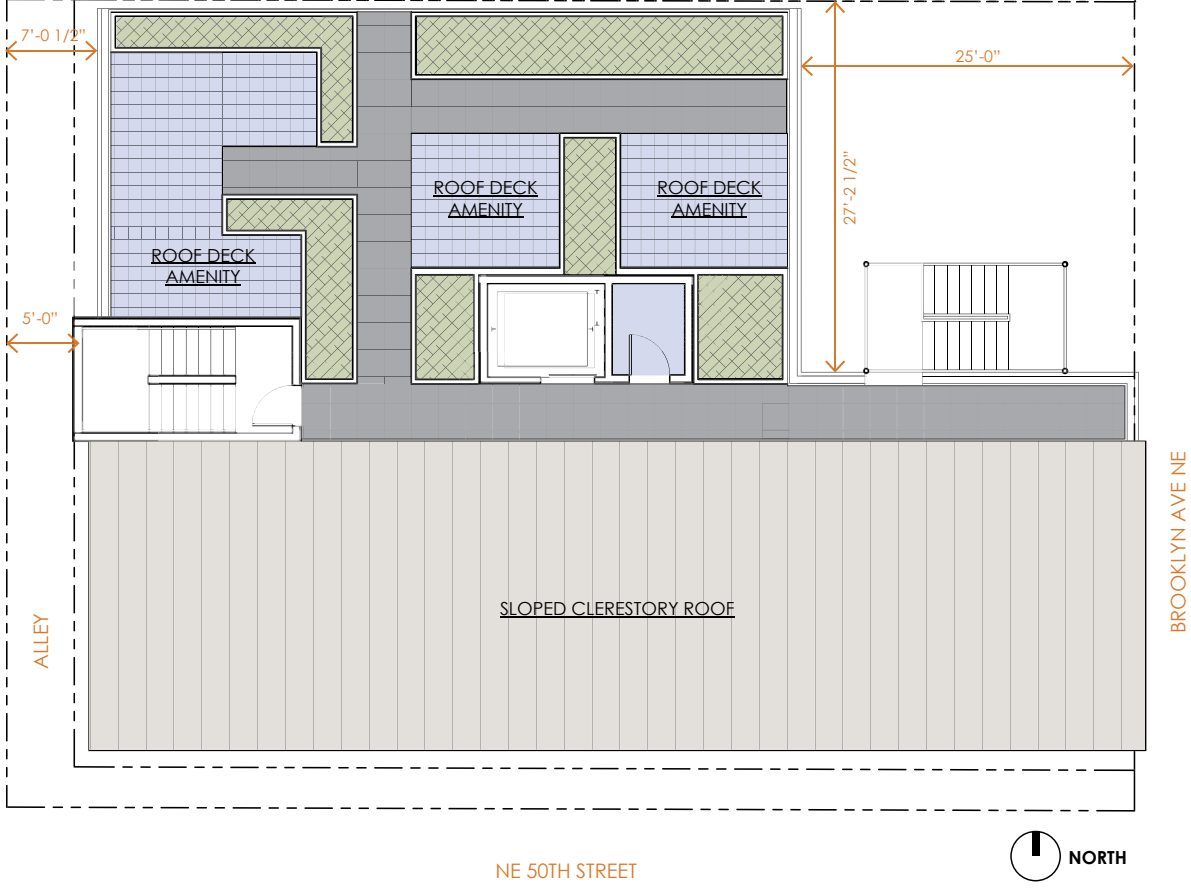 7'-0 1/2"
25'-0"
27'-2 1/2"
ROOF DECK
AMENITY
ROOF DECK
AMENITY
ROOF DECK
AMENITY
5'-0"
SLOPED CLERESTORY ROOF
ALLEY
BROOKLYN AVE NE
NORTH
NE 50TH STREET